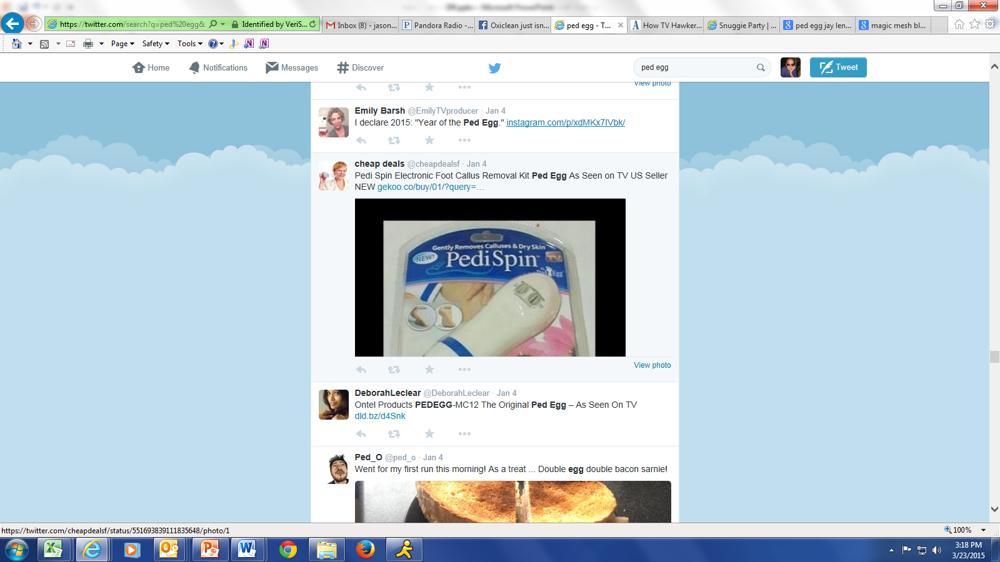 https://twitter.com/search?q=ped%20egg&
Identified by VeriS...
Inbox (8) - jason...
Pandora Radio -...
Oxiclean just isn...
ped egg - T...
How TV Hawker...
Snuggie Party | ...
ped egg jay len...
magic mesh bl...
Page
Safety
Tools
Home
Notifications
Messages
Discover
ped egg
Tweet
View photo
Emily Barsh @EmilyTVproducer · Jan 4
I declare 2015: "Year of the Ped Egg." instagram.com/p/xdMKx7IVbk/
cheap deals @cheapdealsf · Jan 4
Pedi Spin Electronic Foot Callus Removal Kit Ped Egg As Seen on TV US Seller
NEW gekoo.co/buy/01/?query=...
Gently Removes Calluses & Dry Skin
NEW!
PediSpin™
Ped Egg
View photo
DeborahLeclear @DeborahLeclear · Jan 4
Ontel Products PEDEGG-MC12 The Original Ped Egg – As Seen On TV
dld.bz/d4Snk
Ped_O @ped_o · Jan 4
Went for my first run this morning! As a treat ... Double egg double bacon sarnie!
https://twitter.com/cheapdealsf/status/551693839111835648/photo/1
100%
3:18 PM
3/23/2015